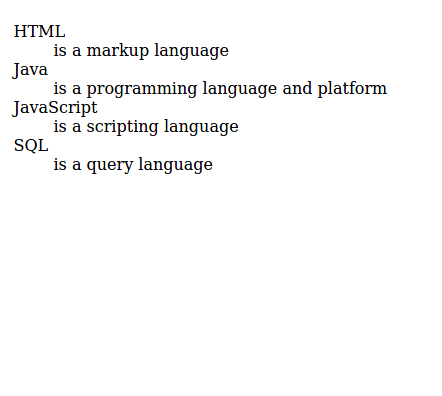 HTML
is a markup language
Java
is a programming language and platform
JavaScript
is a scripting language
SQL
is a query language